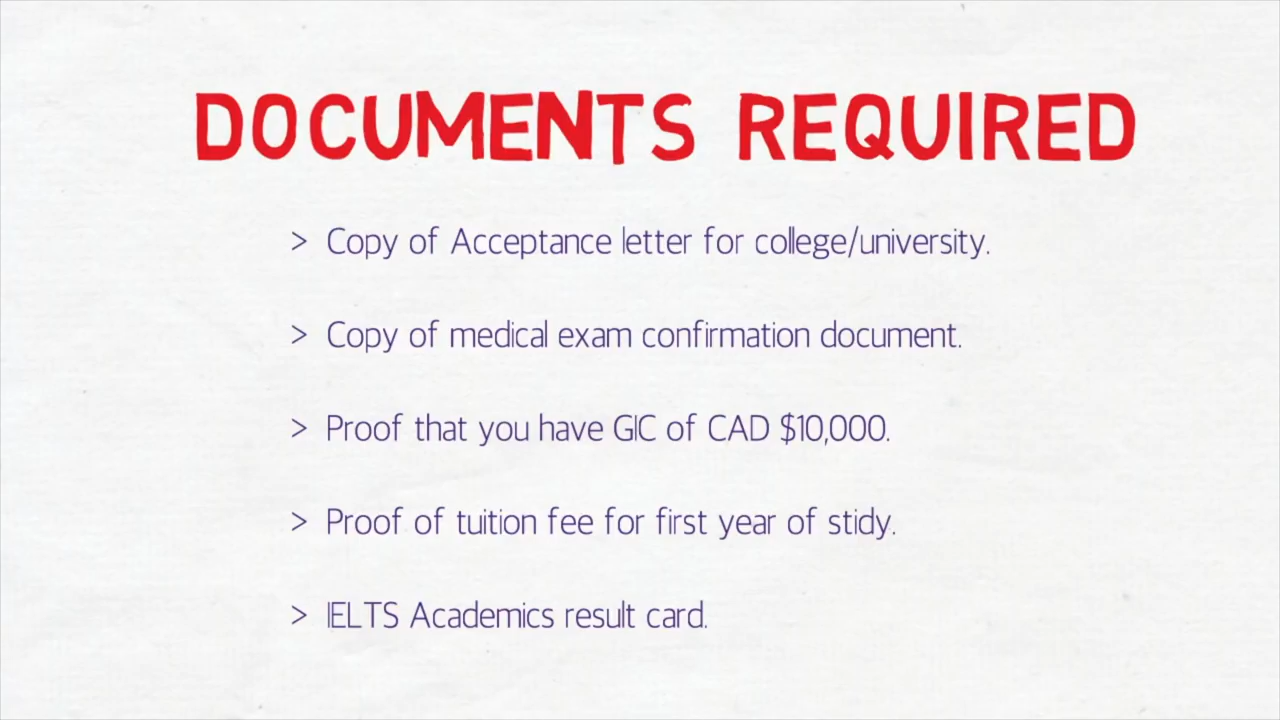 DOCUMENTS REQUIRED
> Copy of Acceptance letter for college/university.
> Copy of medical exam confirmation document.
> Proof that you have GIC of CAD $10,000.
> Proof of tuition fee for first year of stidy.
> IELTS Academics result card.